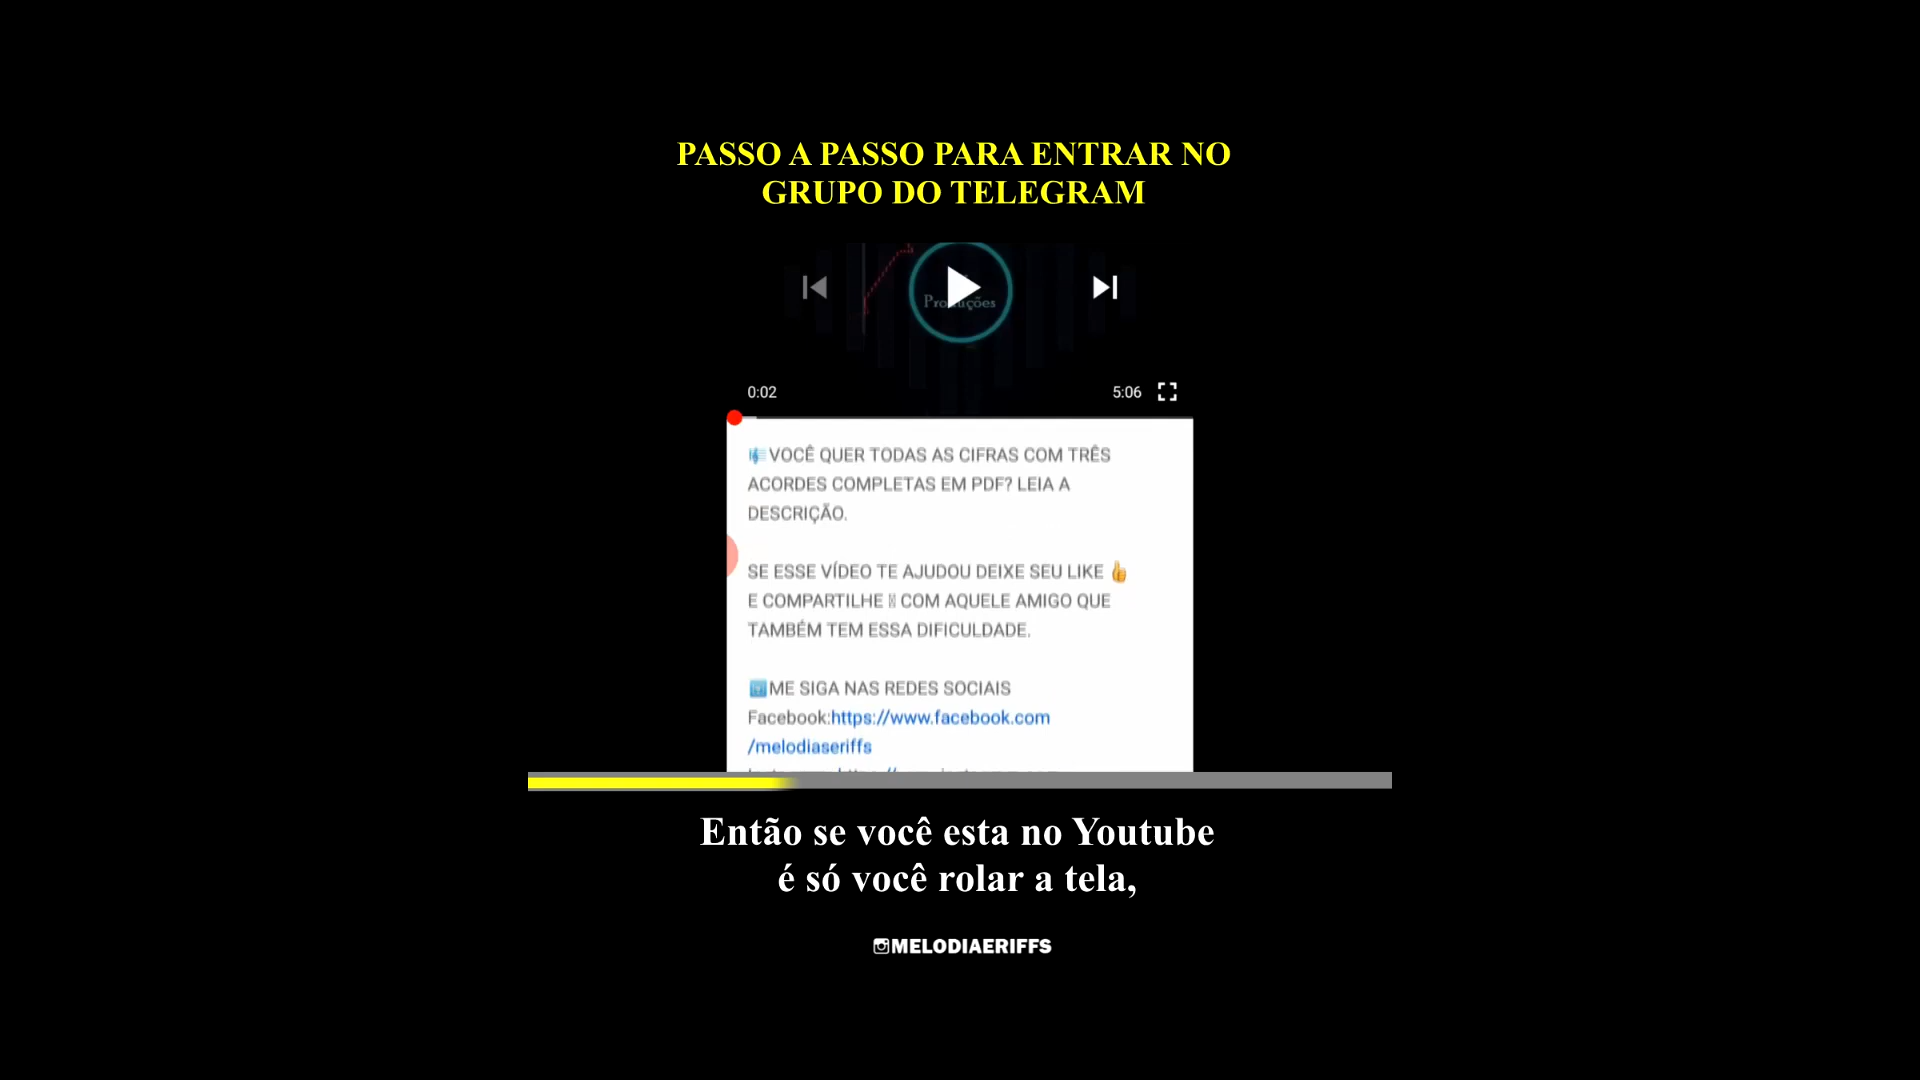 PASSO A PASSO PARA ENTRAR NO
GRUPO DO TELEGRAM
0:02
5:06
VOCÊ QUER TODAS AS CIFRAS COM TRÊS
ACORDES COMPLETAS EM PDF? LEIA A
DESCRIÇÃO.
SE ESSE VÍDEO TE AJUDOU DEIXE SEU LIKE 👍
E COMPARTILHE COM AQUELE AMIGO QUE
TAMBÉM TEM ESSA DIFICULDADE.
ME SIGA NAS REDES SOCIAIS
Facebook:https://www.facebook.com
/melodiaseriffs
Então se você esta no Youtube
é só você rolar a tela,
MELODIAERIFFS